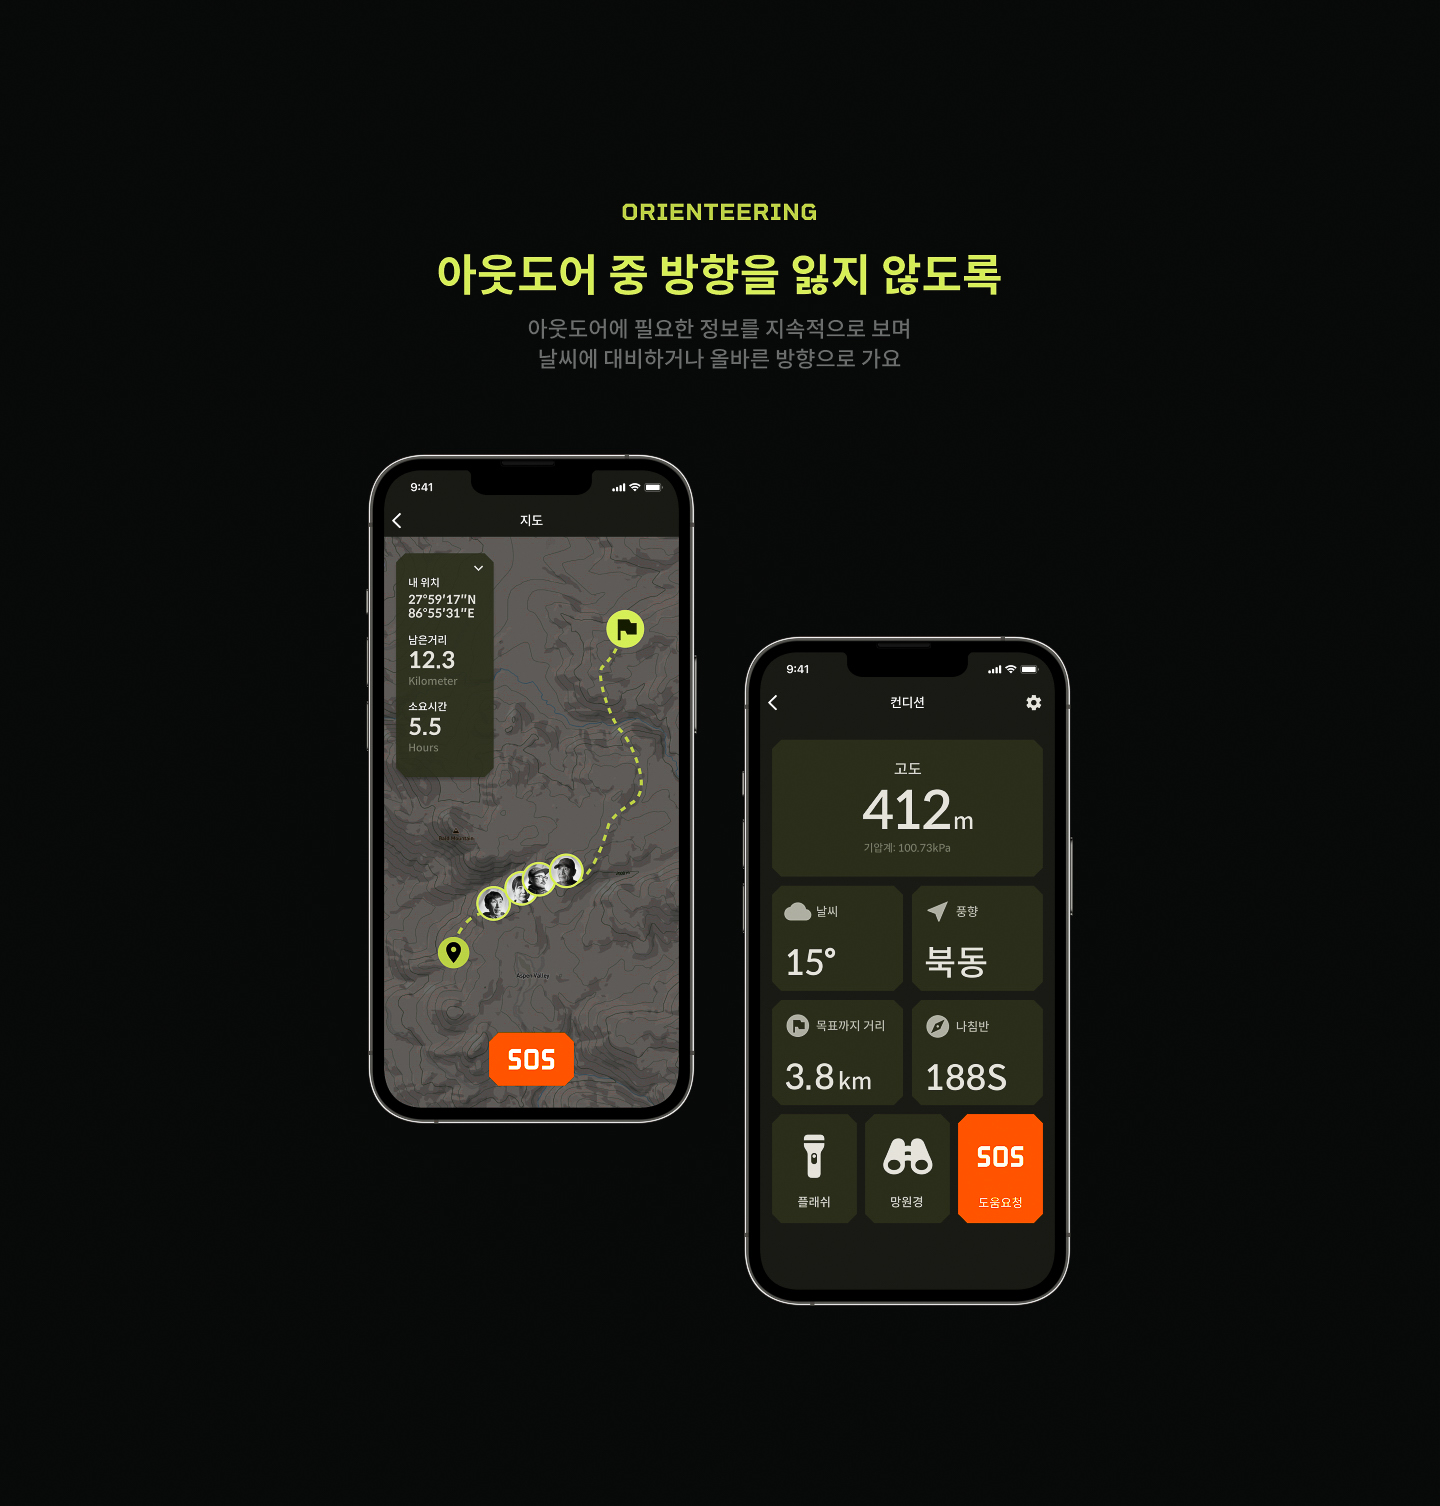 ORIENTEERING
아웃도어 중 방향을 잃지 않도록
아웃도어에 필요한 정보를 지속적으로 보며
날씨에 대비하거나 올바른 방향으로 가요
9:41
지도
내 위치
27°59'17"N
86°55'31"E
남은거리
12.3
Kilometer
소요시간
5.5
Hours
Aspen Valley
SOS
9:41
컨디션
고도
412m
기압계: 100.73kPa
날씨
15°
풍향
북동
목표까지 거리
3.8km
나침반
188S
플래쉬
망원경
SOS
도움요청